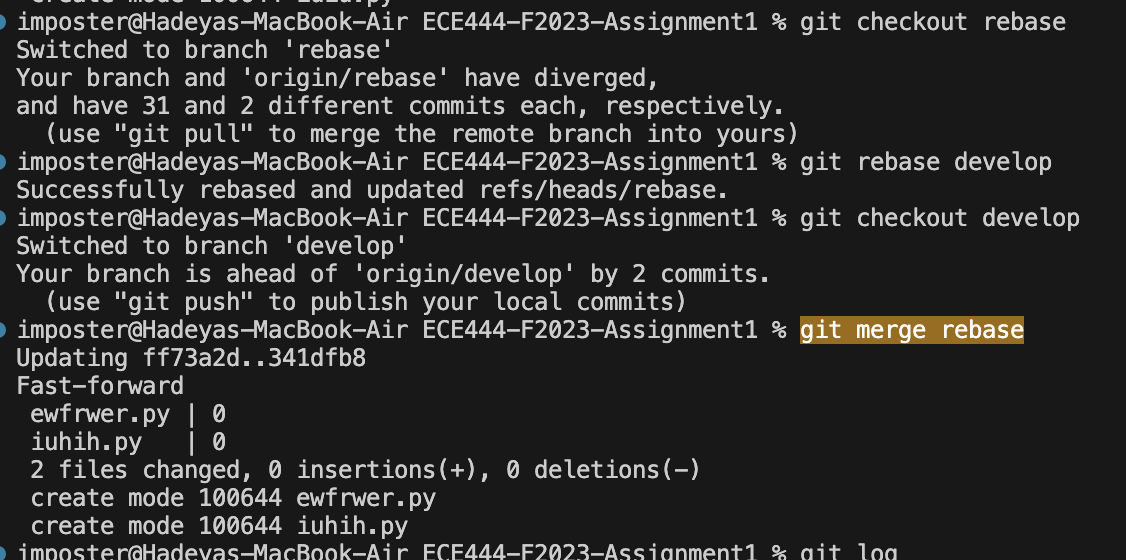 create mode 100644
imposter@Hadeyas-MacBook-Air ECE444-F2023-Assignment1 % git checkout rebase
Switched to branch 'rebase'
Your branch and 'origin/rebase' have diverged,
and have 31 and 2 different commits each, respectively.
  (use "git pull" to merge the remote branch into yours)
imposter@Hadeyas-MacBook-Air ECE444-F2023-Assignment1 % git rebase develop
Successfully rebased and updated refs/heads/rebase.
imposter@Hadeyas-MacBook-Air ECE444-F2023-Assignment1 % git checkout develop
Switched to branch 'develop'
Your branch is ahead of 'origin/develop' by 2 commits.
  (use "git push" to publish your local commits)
imposter@Hadeyas-MacBook-Air ECE444-F2023-Assignment1 % git merge rebase
Updating ff73a2d..341dfb8
Fast-forward
 ewfrwer.py | 0
 iuhih.py   | 0
 2 files changed, 0 insertions(+), 0 deletions(-)
 create mode 100644 ewfrwer.py
 create mode 100644 iuhih.py
imposter@Hadeyas-MacBook-Air ECE444-F2023-Assignment1 % git log